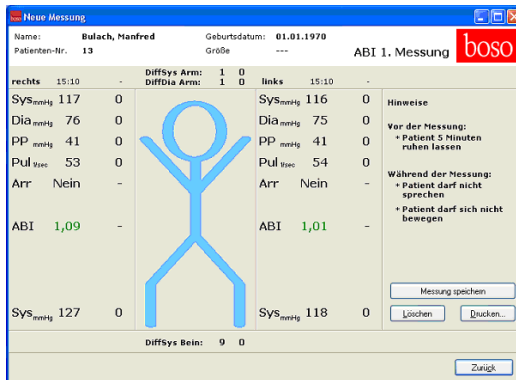 Neue Messung
Name: Bulach, Manfred Geburtsdatum: 01.01.1970
Patienten-Nr. 13 Größe --- ABI 1. Messung boso
DiffSys Arm: 1 0
rechts 15:10 - DiffDia Arm: 1 0 links 15:10 -
Sys mmHg 117 0 Sys mmHg 116 0 Hinweise
Dia mmHg 76 0 Dia mmHg 75 0 Vor der Messung:
+ Patient 5 Minuten
PP mmHg 41 0 PP mmHg 41 0 ruhen lassen
Pul 1/sec 53 0 Pul 1/sec 54 0
Während der Messung:
Arr Nein - Arr Nein - + Patient darf nicht
sprechen
+ Patient darf sich nicht
bewegen
ABI 1,09 - ABI 1,01 -
Messung speichern
Sys mmHg 127 0 Sys mmHg 118 0 Löschen Drucken...
DiffSys Bein: 9 0
Zurück